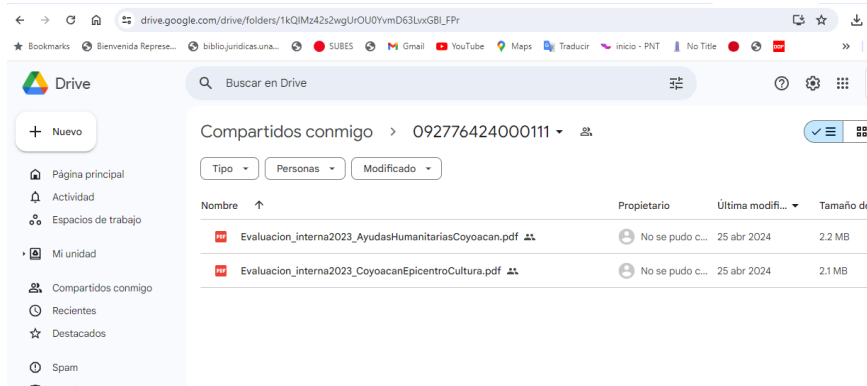 drive.google.com/drive/folders/1kQIMz42s2wgUrOU0YvmD63LvxGBI_FPr
Bookmarks Bienvenida Represe... biblio.juridicas.una... SUBES Gmail YouTube Maps Traducir inicio - PNT No Title DOF »
Drive
Buscar en Drive
Nuevo
Compartidos conmigo > 092776424000111
Tipo Personas Modificado
Página principal
Actividad
Espacios de trabajo
Mi unidad
Compartidos conmigo
Recientes
Destacados
Spam
Nombre Propietario Última modifi... Tamaño de
PDF Evaluacion_interna2023_AyudasHumanitariasCoyoacan.pdf No se pudo c... 25 abr 2024 2.2 MB
PDF Evaluacion_interna2023_CoyoacanEpicentroCultura.pdf No se pudo c... 25 abr 2024 2.1 MB